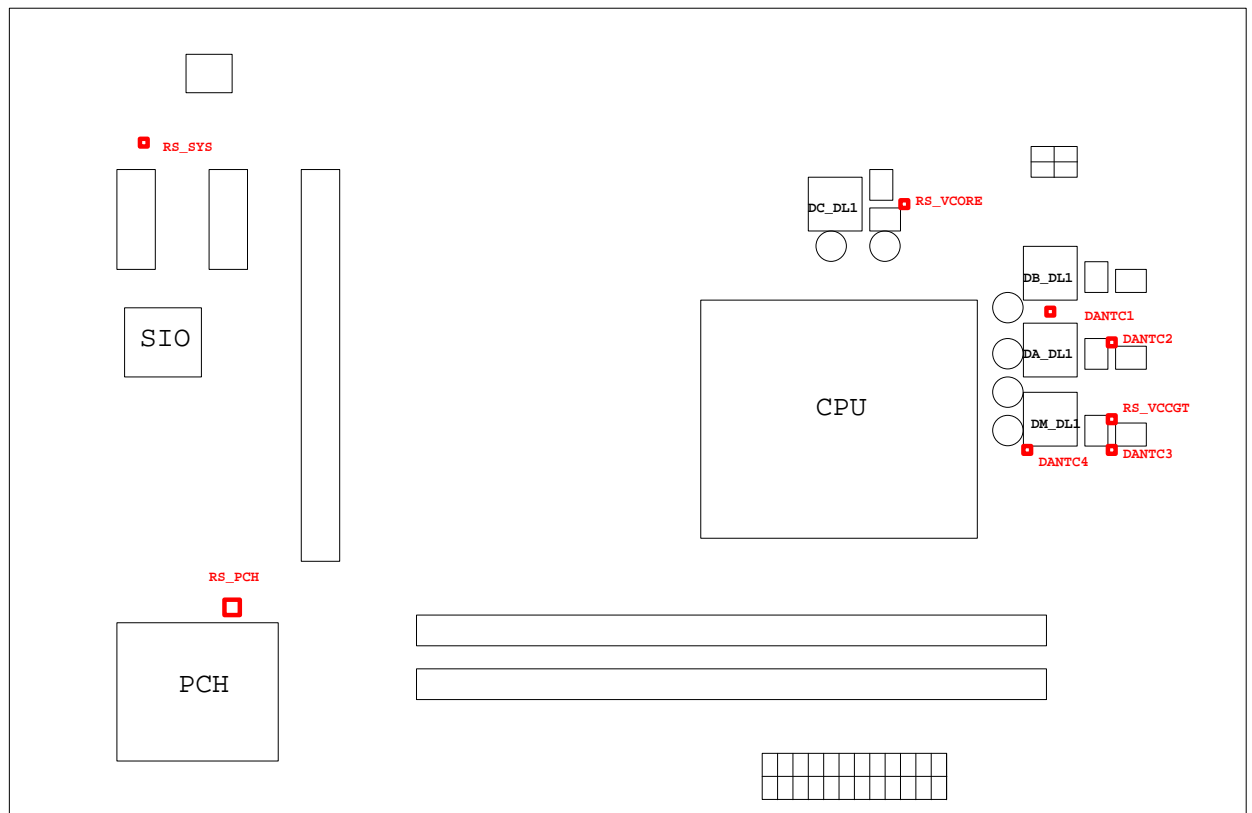 RS_SYS
RS_VCORE
DC_DL1
DB_DL1
DANTC1
SIO
DANTC2
DA_DL1
CPU
RS_VCCGT
DM_DL1
DANTC3
DANTC4
RS_PCH
PCH